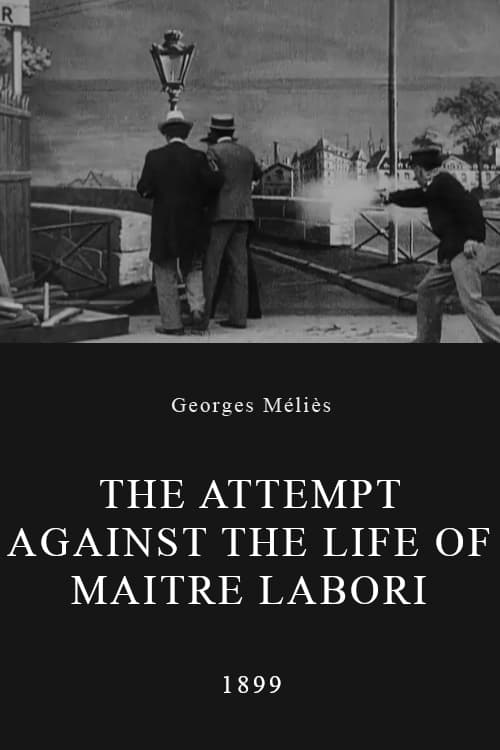 R
Georges Méliès
THE ATTEMPT
AGAINST THE LIFE OF
MAITRE LABORI
1899